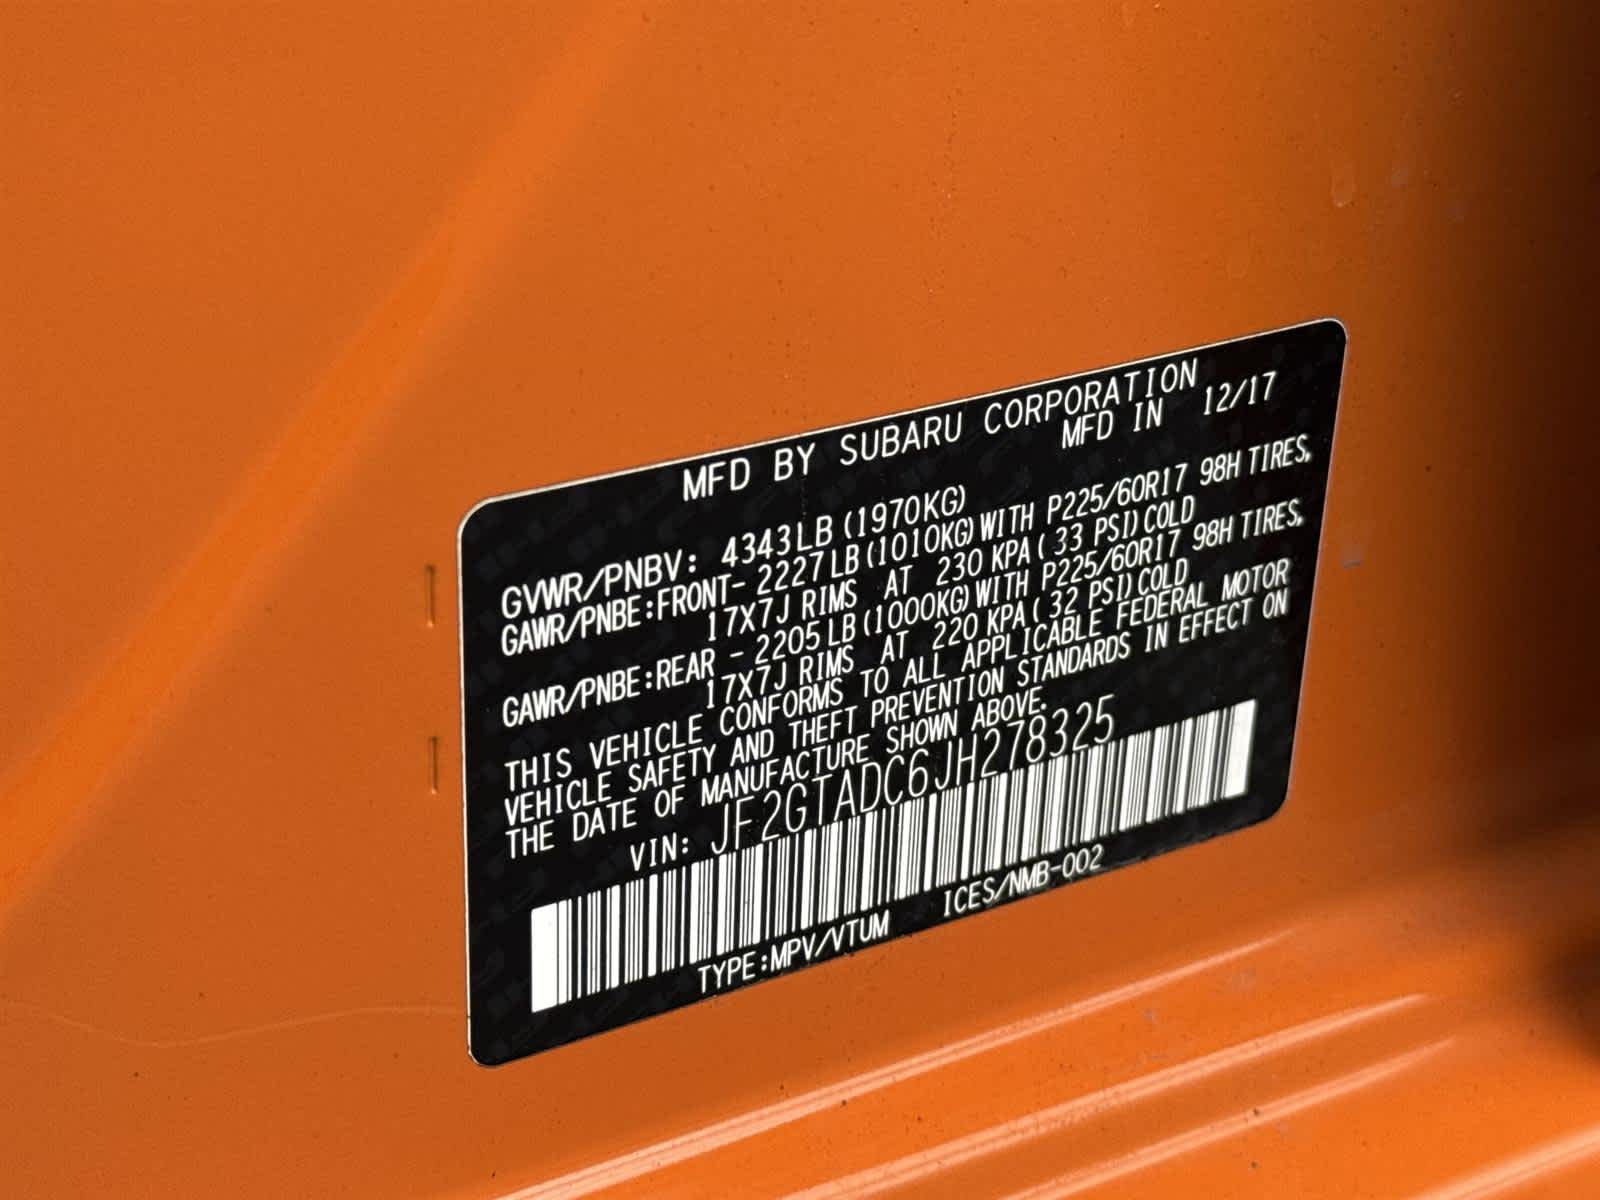 MFD BY SUBARU CORPORATION
MFD IN 12/17
GVWR/PNBV: 4343LB (1970KG)
GAWR/PNBE:FRONT- 2227LB (1010KG) WITH P225/60R17 98H TIRES,
17X7J RIMS AT 230 KPA ( 33 PSI) COLD
GAWR/PNBE:REAR - 2205LB (1000KG) WITH P225/60R17 98H TIRES,
17X7J RIMS AT 220 KPA ( 32 PSI) COLD
THIS VEHICLE CONFORMS TO ALL APPLICABLE FEDERAL MOTOR
VEHICLE SAFETY AND THEFT PREVENTION STANDARDS IN EFFECT ON
THE DATE OF MANUFACTURE SHOWN ABOVE.
VIN: JF2GTADC6JH278325
TYPE:MPV/VTUM ICES/NMB-002